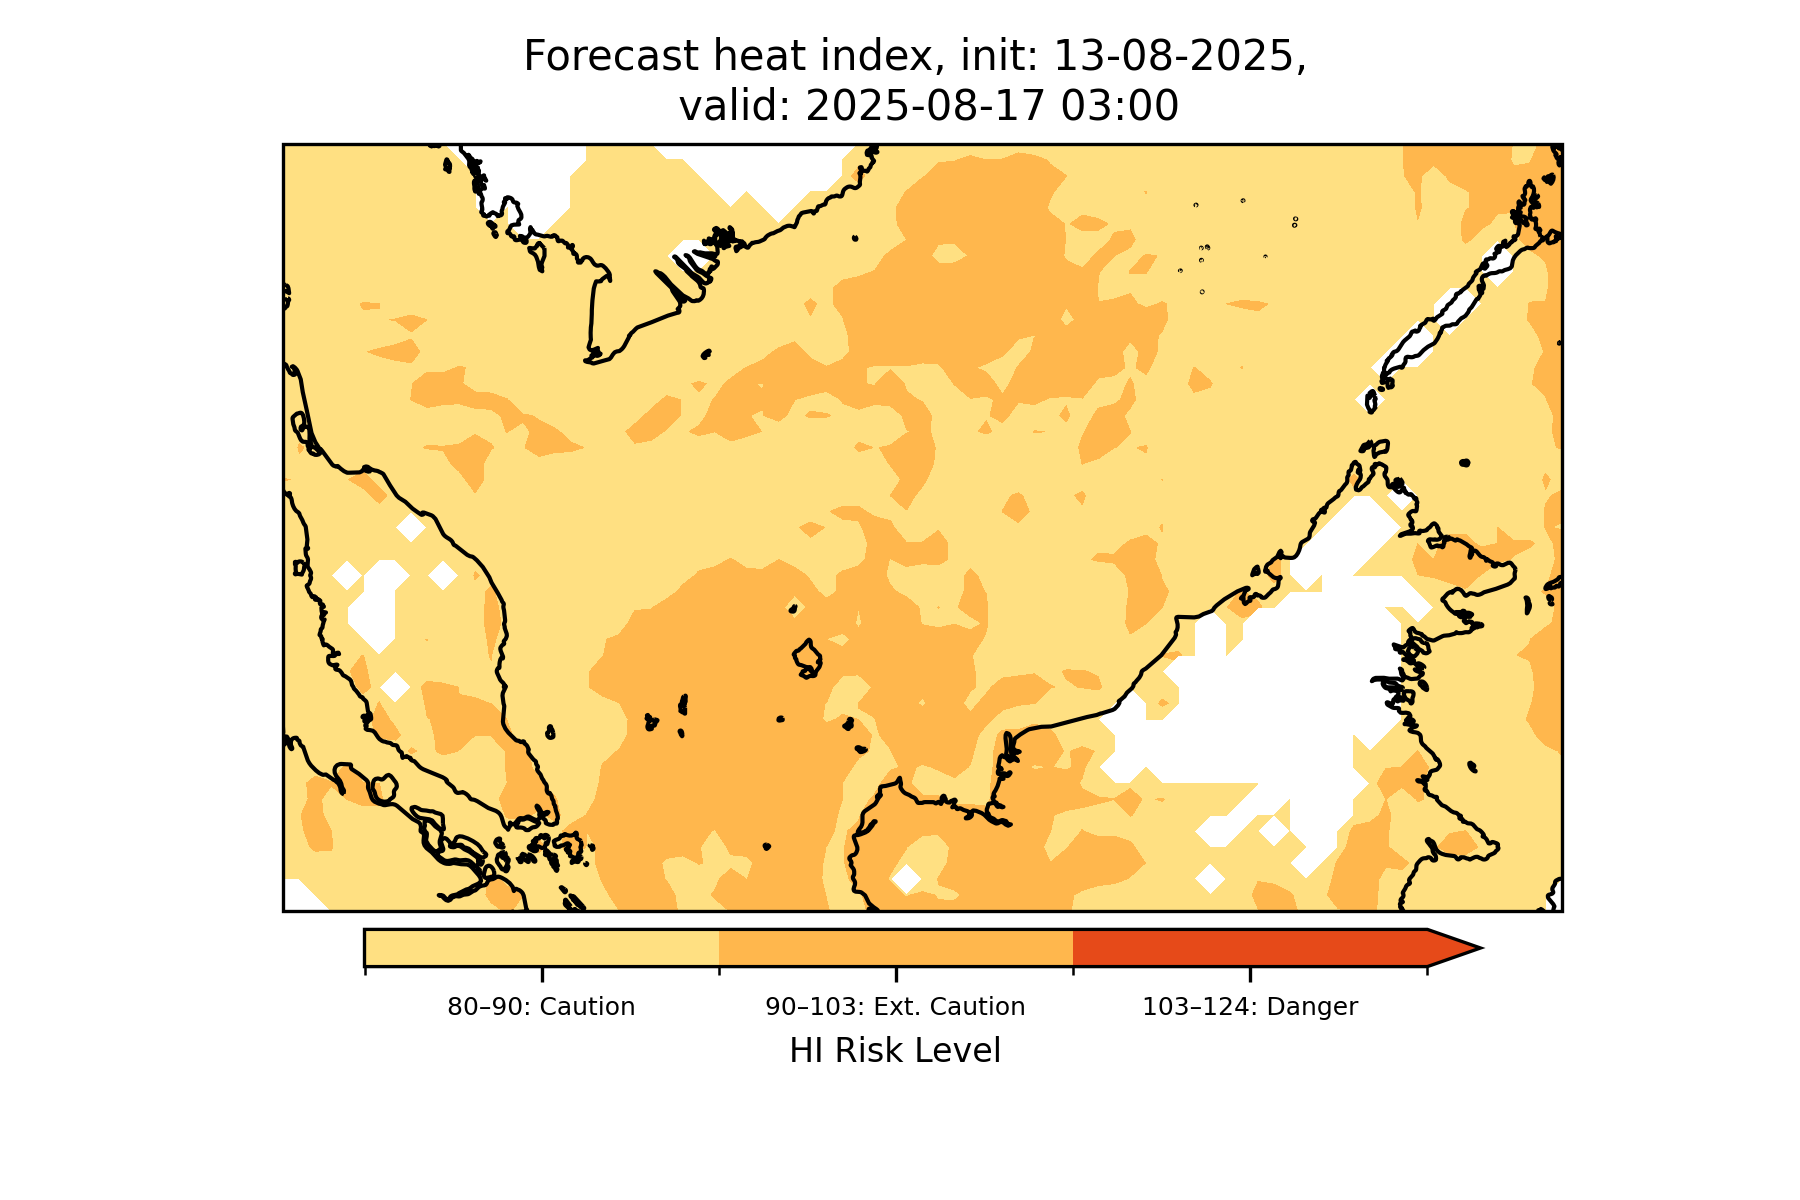 Forecast heat index, init: 13-08-2025,
valid: 2025-08-17 03:00
80–90: Caution
90–103: Ext. Caution
103–124: Danger
HI Risk Level